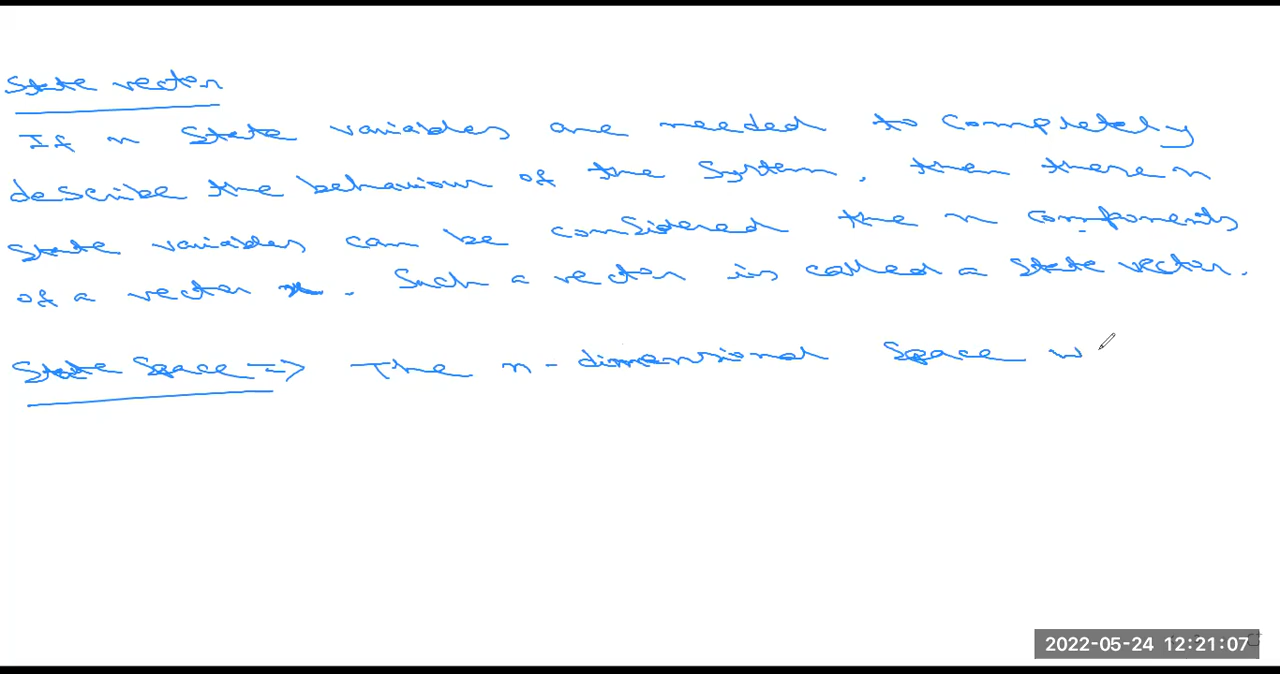 State vector
If n State variables are needed to completely
describe the behaviour of the system, then these n
state variables can be considered the n components
of a vector x. Such a vector is called a state vector.
State Space => The n-dimensional space w
2022-05-24 12:21:07